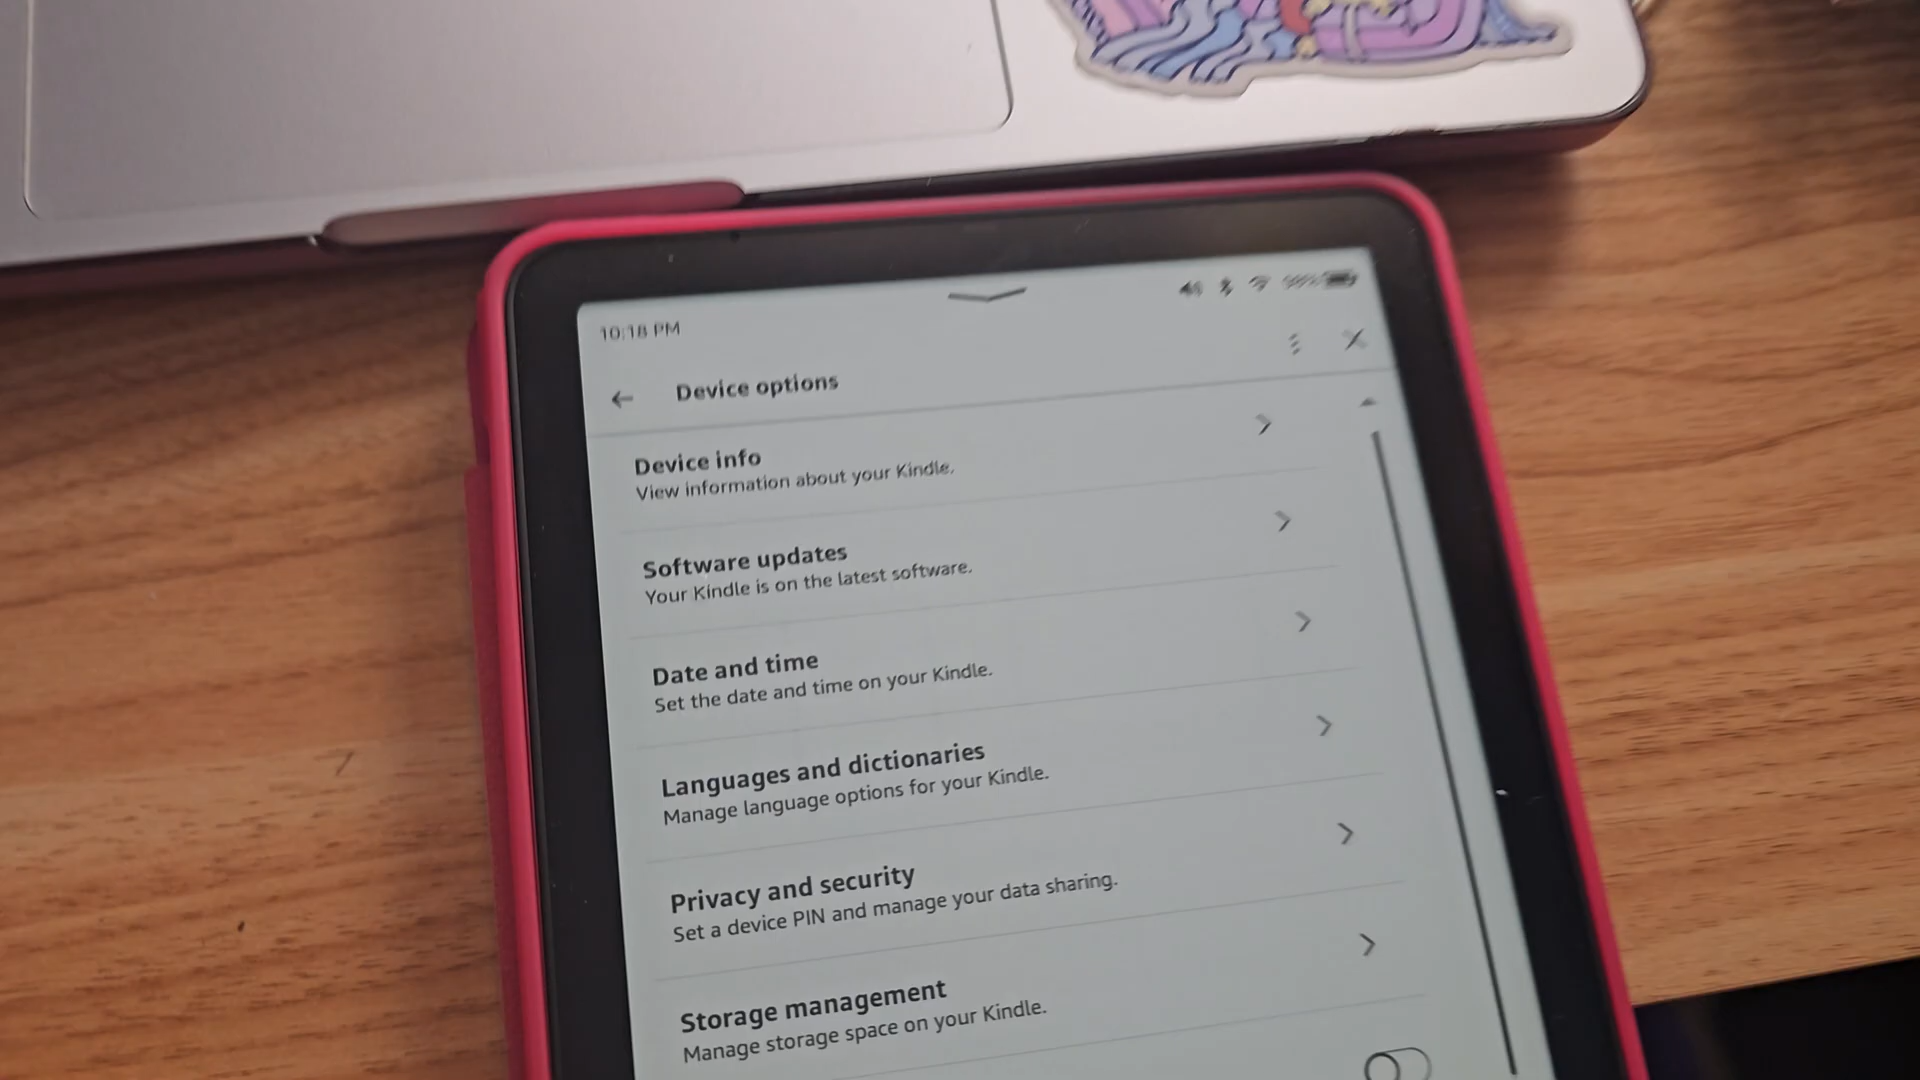 10:18 PM
Device options
Device info
View information about your Kindle.
Software updates
Your Kindle is on the latest software.
Date and time
Set the date and time on your Kindle.
Languages and dictionaries
Manage language options for your Kindle.
Privacy and security
Set a device PIN and manage your data sharing.
Storage management
Manage storage space on your Kindle.